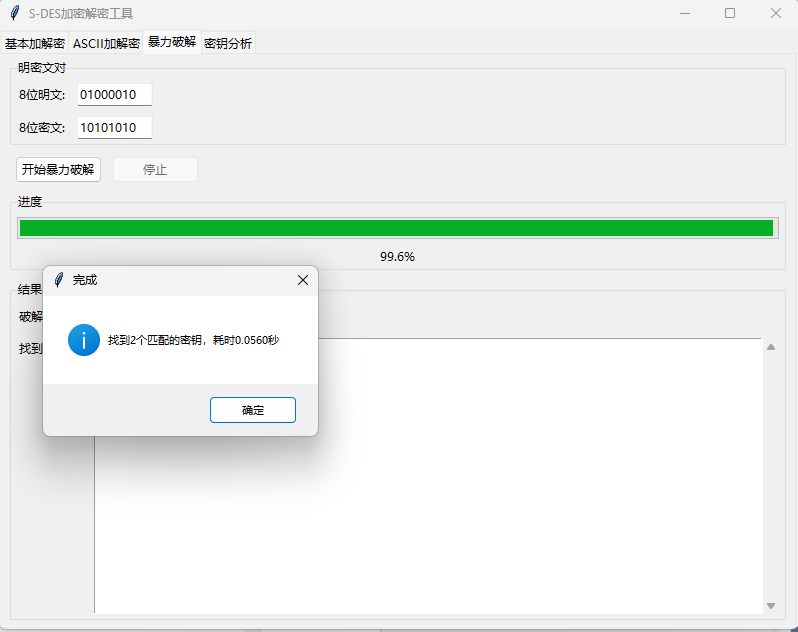 S-DES加密解密工具
基本加解密 ASCII加解密 暴力破解 密钥分析
明密文对
8位明文: 01000010
8位密文: 10101010
开始暴力破解 停止
进度
99.6%
完成
结果
破解
找到
找到2个匹配的密钥，耗时0.0560秒
确定